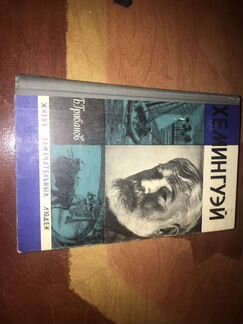 Б. Грибанов
ХЕМИНГУЭЙ
ЖИЗНЬ ЗАМЕЧАТЕЛЬНЫХ ЛЮДЕЙ